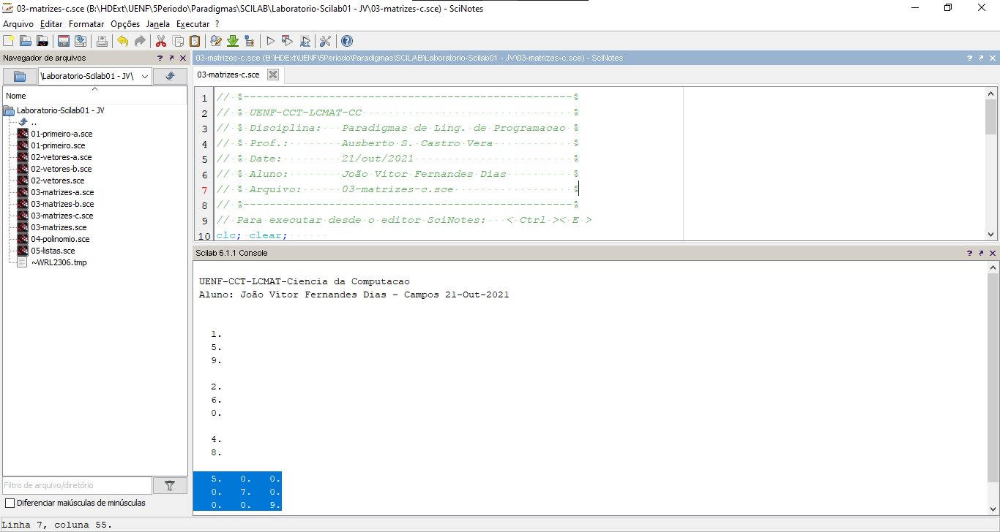 03-matrizes-c.sce (B:\HDExt\UENF\5Periodo\Paradigmas\SCILAB\Laboratorio-Scilab01 - JV\03-matrizes-c.sce) - SciNotes
Arquivo Editar Formatar Opções Janela Executar ?
Navegador de arquivos
\Laboratorio-Scilab01 - JV\
Nome
Laboratorio-Scilab01 - JV
..
01-primeiro-a.sce
01-primeiro.sce
02-vetores-a.sce
02-vetores-b.sce
02-vetores.sce
03-matrizes-a.sce
03-matrizes-b.sce
03-matrizes-c.sce
03-matrizes.sce
04-polinomio.sce
05-listas.sce
~WRL2306.tmp
Filtro de arquivo/diretório
Diferenciar maiúsculas de minúsculas
03-matrizes-c.sce (B:\HDExt\UENF\5Periodo\Paradigmas\SCILAB\Laboratorio-Scilab01 - JV\03-matrizes-c.sce) - SciNotes
03-matrizes-c.sce
1 // %--------------------------------------------------%
2 // % UENF-CCT-LCMAT-CC %
3 // % Disciplina: Paradigmas de Ling. de Programacao %
4 // % Prof.: Ausberto S. Castro Vera %
5 // % Date: 21/out/2021 %
6 // % Aluno: João Vítor Fernandes Dias %
7 // % Arquivo: 03-matrizes-c.sce %
8 // %--------------------------------------------------%
9 // Para executar desde o editor SciNotes: < Ctrl >< E >
10 clc; clear;
Scilab 6.1.1 Console
UENF-CCT-LCMAT-Ciencia da Computacao
Aluno: João Vítor Fernandes Dias - Campos 21-Out-2021
1.
5.
9.
2.
6.
0.
4.
8.
5. 0. 0.
0. 7. 0.
0. 0. 9.
Linha 7, coluna 55.